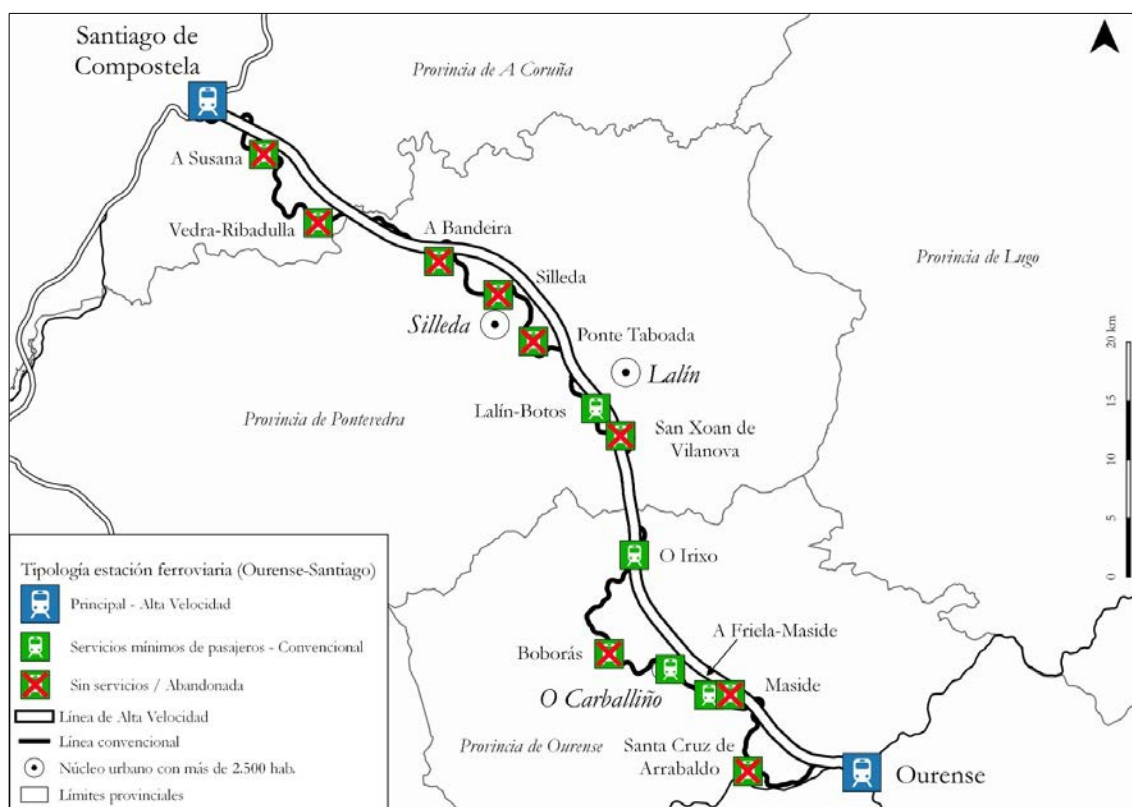 Santiago de
Compostela
Provincia de A Coruña
A Susana
Vedra-Ribadulla
A Bandeira
Provincia de Lugo
Silleda
Silleda
Ponte Taboada
Lalín
Lalín-Botos
Provincia de Pontevedra
San Xoan de
Vilanova
20 km
15
10
5
0
O Irixo
A Friela-Maside
Boborás
Maside
O Carballiño
Provincia de Ourense
Santa Cruz de
Arrabaldo
Ourense
Tipología estación ferroviaria (Ourense-Santiago)
Principal - Alta Velocidad
Servicios mínimos de pasajeros - Convencional
Sin servicios / Abandonada
Línea de Alta Velocidad
Línea convencional
Núcleo urbano con más de 2.500 hab.
Límites provinciales